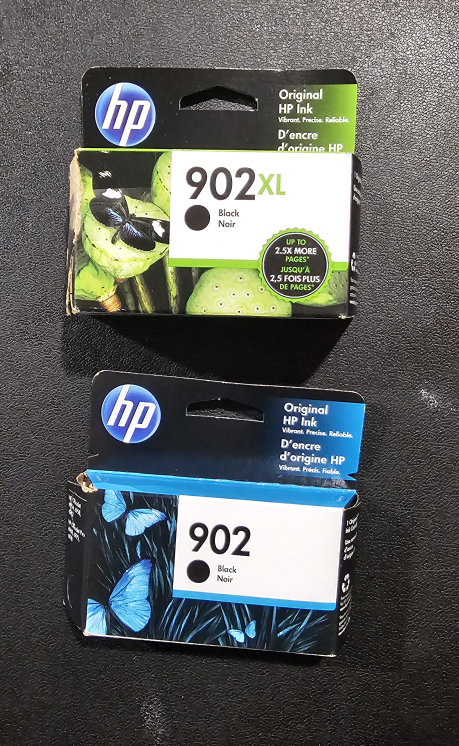 hp
Original
HP Ink
Vibrant. Precise. Reliable.
D'encre
d'origine HP
902XL
Black
Noir
UP TO
2.5X MORE
PAGES*
JUSQU'À
2,5 FOIS PLUS
DE PAGES*
hp
Original
HP Ink
Vibrant. Precise. Reliable.
D'encre
d'origine HP
Vibrant. Précis. Fiable.
902
Black
Noir